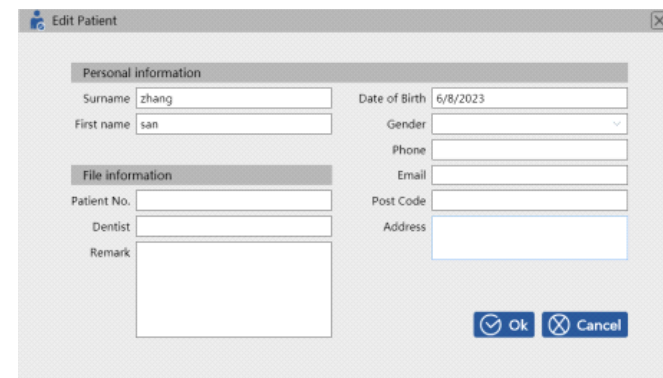 Edit Patient
Personal information
Surname zhang
First name san
Date of Birth 6/8/2023
Gender
Phone
Email
Post Code
Address
File information
Patient No.
Dentist
Remark
Ok
Cancel